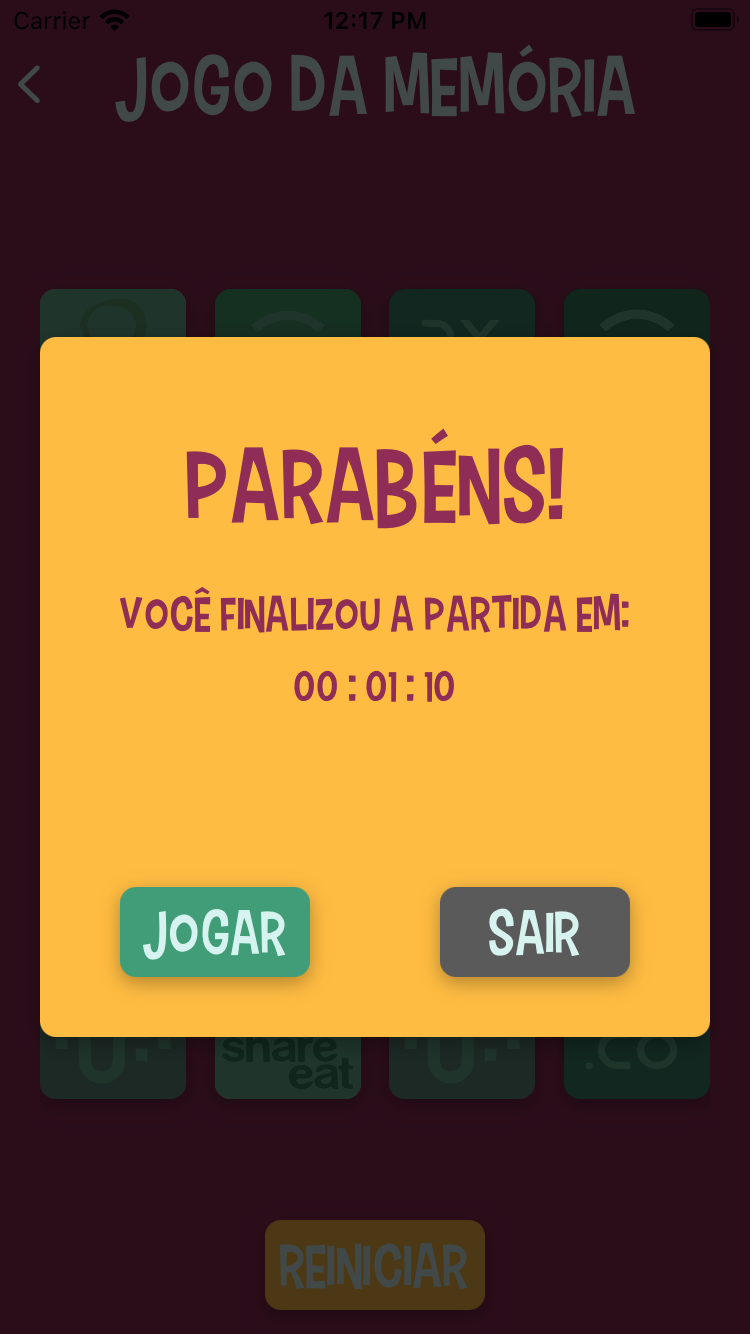 Carrier 12:17 PM
JOGO DA MEMÓRIA
PARABÉNS!
VOCÊ FINALIZOU A PARTIDA EM:
00 : 01 : 10
JOGAR SAIR
share
eat
.co
REINICIAR